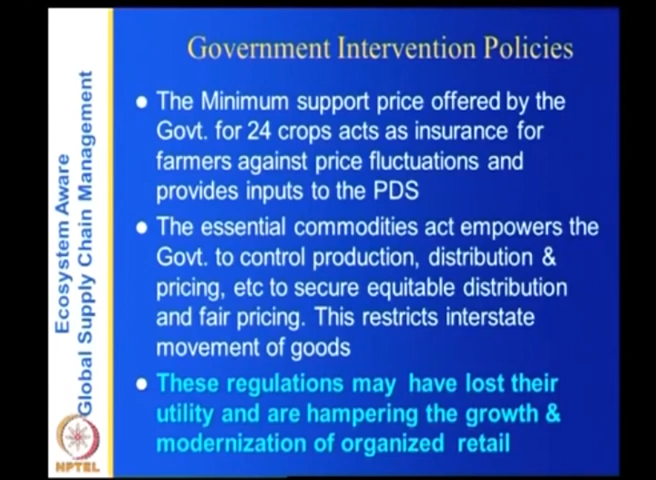 Government Intervention Policies
● The Minimum support price offered by the
Govt. for 24 crops acts as insurance for
farmers against price fluctuations and
provides inputs to the PDS
● The essential commodities act empowers the
Govt. to control production, distribution &
pricing, etc to secure equitable distribution
and fair pricing. This restricts interstate
movement of goods
● These regulations may have lost their
utility and are hampering the growth &
modernization of organized retail
Ecosystem Aware
Global Supply Chain Management
NPTEL